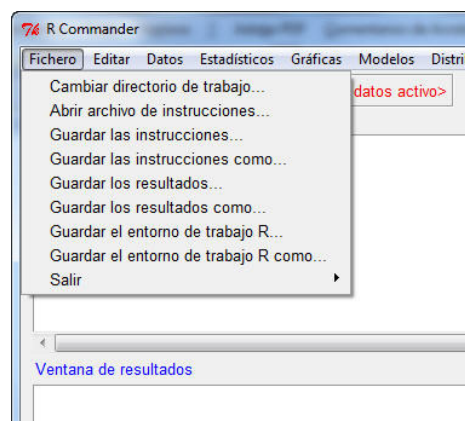 R Commander
Fichero Editar Datos Estadísticos Gráficas Modelos Distri
Cambiar directorio de trabajo...
datos activo>
Abrir archivo de instrucciones...
Guardar las instrucciones...
Guardar las instrucciones como...
Guardar los resultados...
Guardar los resultados como...
Guardar el entorno de trabajo R...
Guardar el entorno de trabajo R como...
Salir
Ventana de resultados